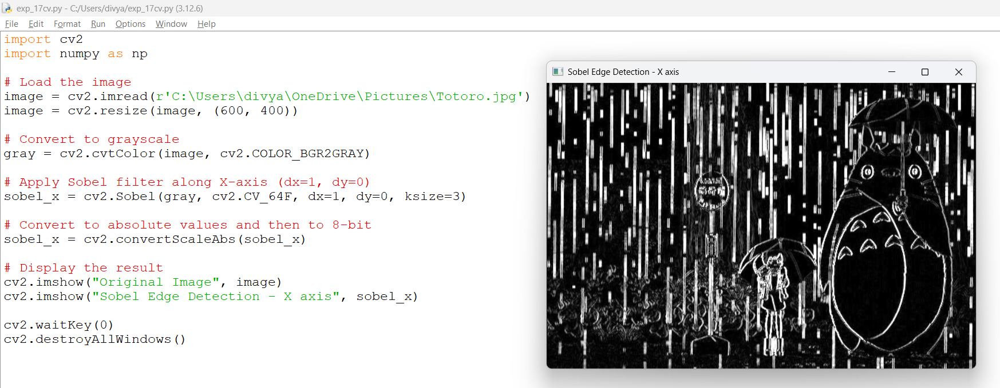 exp_17cv.py - C:/Users/divya/exp_17cv.py (3.12.6)
File Edit Format Run Options Window Help
import cv2
import numpy as np
# Load the image
image = cv2.imread(r'C:\Users\divya\OneDrive\Pictures\Totoro.jpg')
image = cv2.resize(image, (600, 400))
# Convert to grayscale
gray = cv2.cvtColor(image, cv2.COLOR_BGR2GRAY)
# Apply Sobel filter along X-axis (dx=1, dy=0)
sobel_x = cv2.Sobel(gray, cv2.CV_64F, dx=1, dy=0, ksize=3)
# Convert to absolute values and then to 8-bit
sobel_x = cv2.convertScaleAbs(sobel_x)
# Display the result
cv2.imshow("Original Image", image)
cv2.imshow("Sobel Edge Detection - X axis", sobel_x)
cv2.waitKey(0)
cv2.destroyAllWindows()
Sobel Edge Detection - X axis